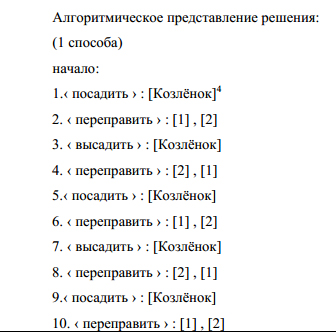 Алгоритмическое представление решения:
(1 способа)
начало:
1.‹ посадить › : [Козлёнок]⁴
2. ‹ переправить › : [1] , [2]
3. ‹ высадить › : [Козлёнок]
4. ‹ переправить › : [2] , [1]
5.‹ посадить › : [Козлёнок]
6. ‹ переправить › : [1] , [2]
7. ‹ высадить › : [Козлёнок]
8. ‹ переправить › : [2] , [1]
9.‹ посадить › : [Козлёнок]
10. ‹ переправить › : [1] , [2]